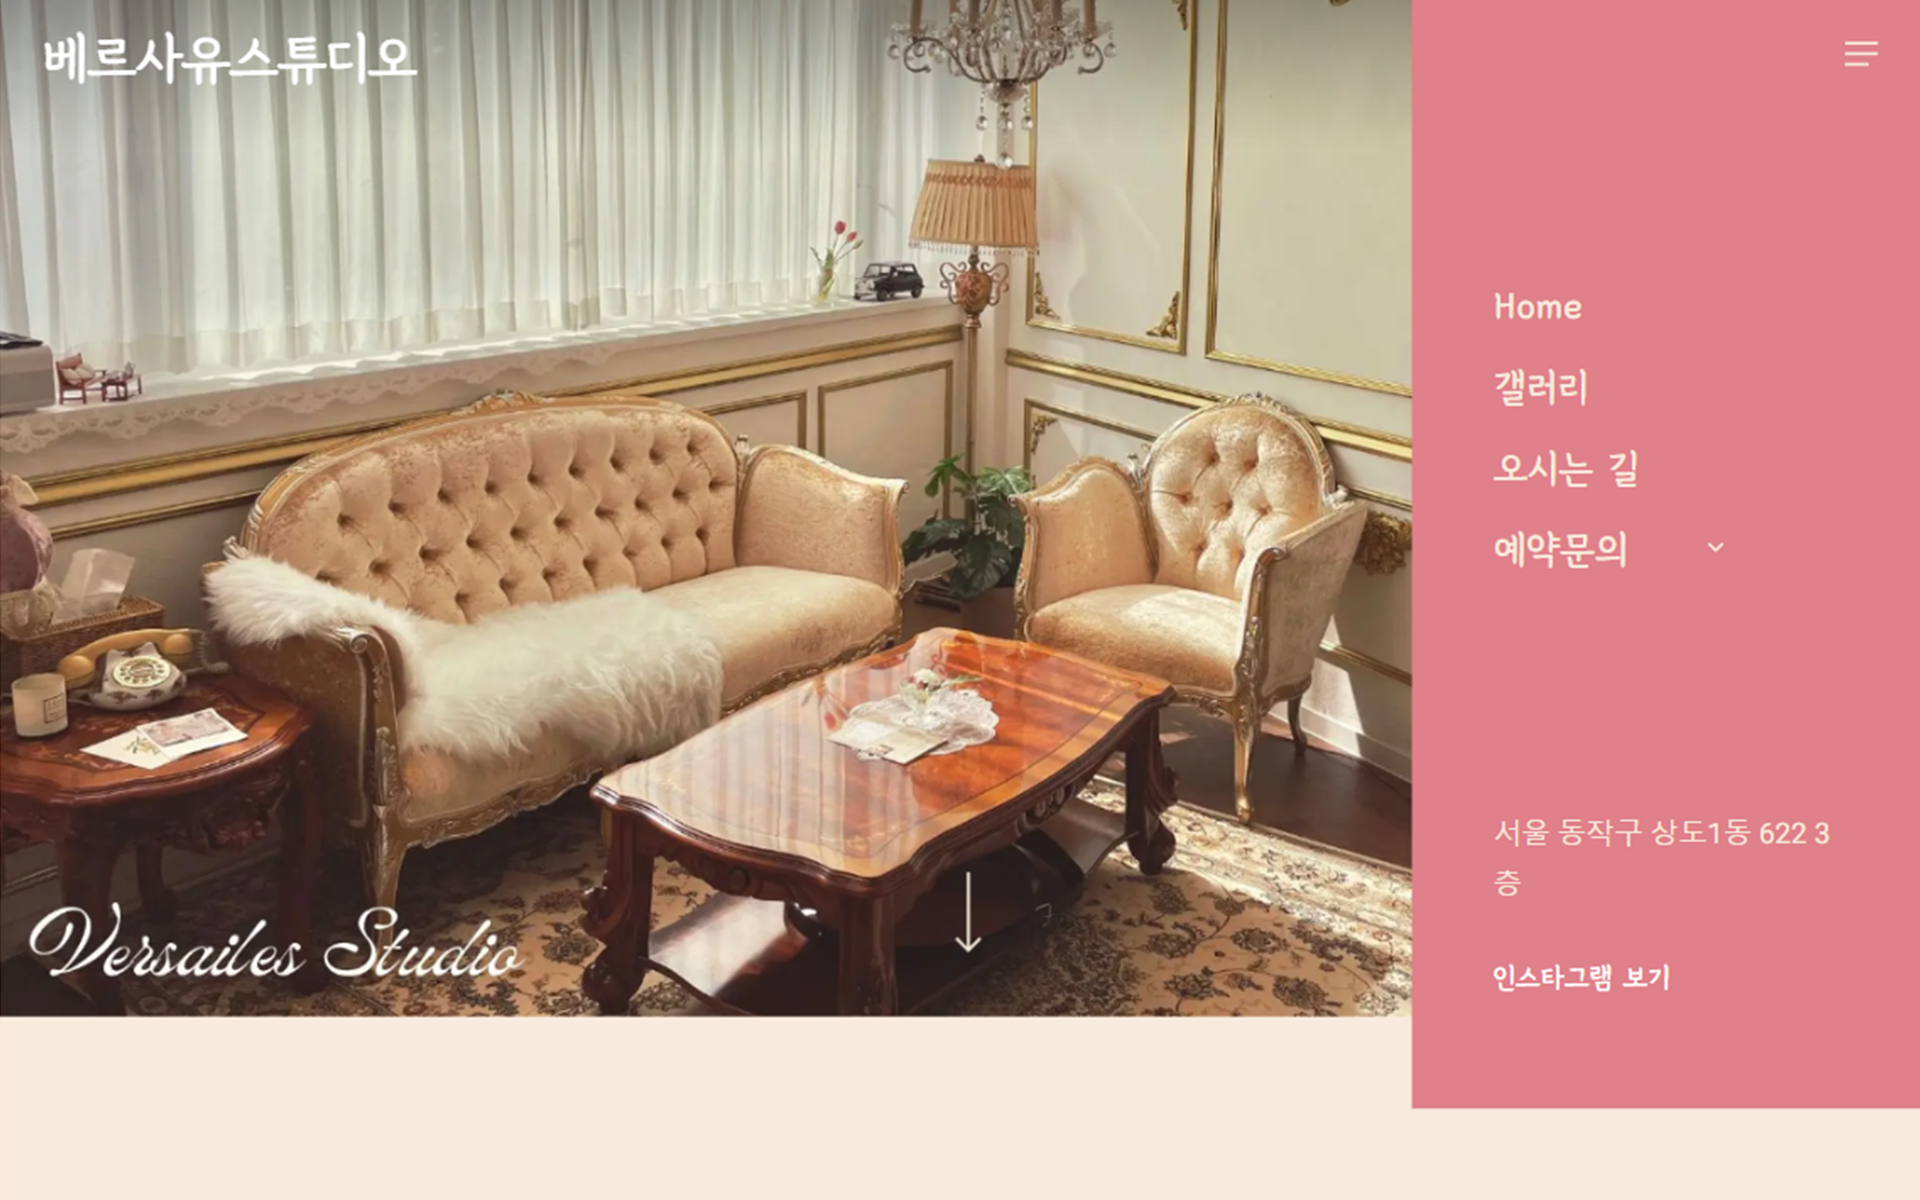 베르사유스튜디오
Home
갤러리
오시는 길
예약문의
서울 동작구 상도1동 622 3
층
인스타그램 보기
Versailes Studio